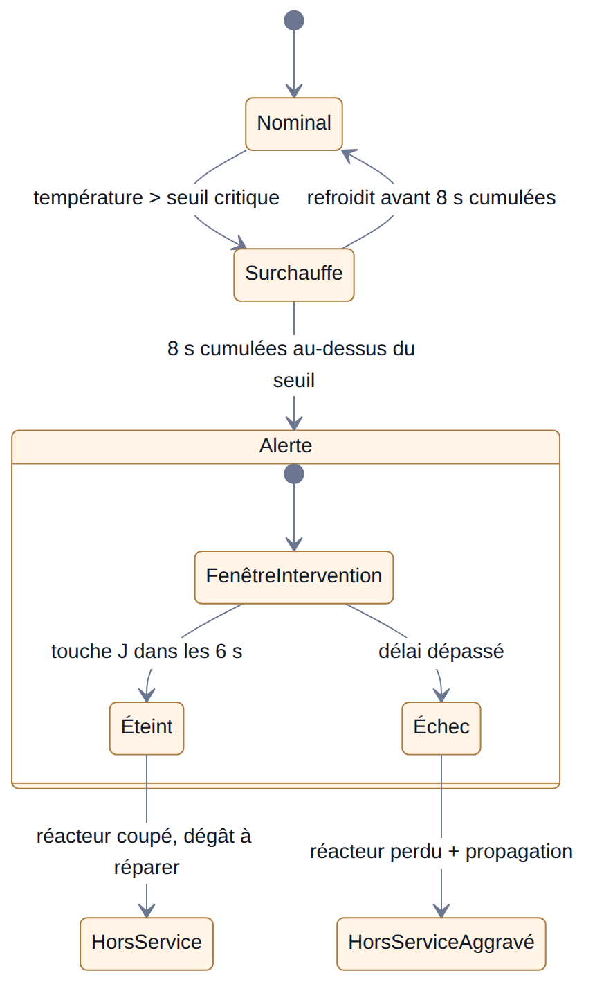 Nominal
température > seuil critique
refroidit avant 8 s cumulées
Surchauffe
8 s cumulées au-dessus du
seuil
Alerte
FenêtreIntervention
touche J dans les 6 s
délai dépassé
Éteint
Échec
réacteur coupé, dégât à
réparer
réacteur perdu + propagation
HorsService
HorsServiceAggravé